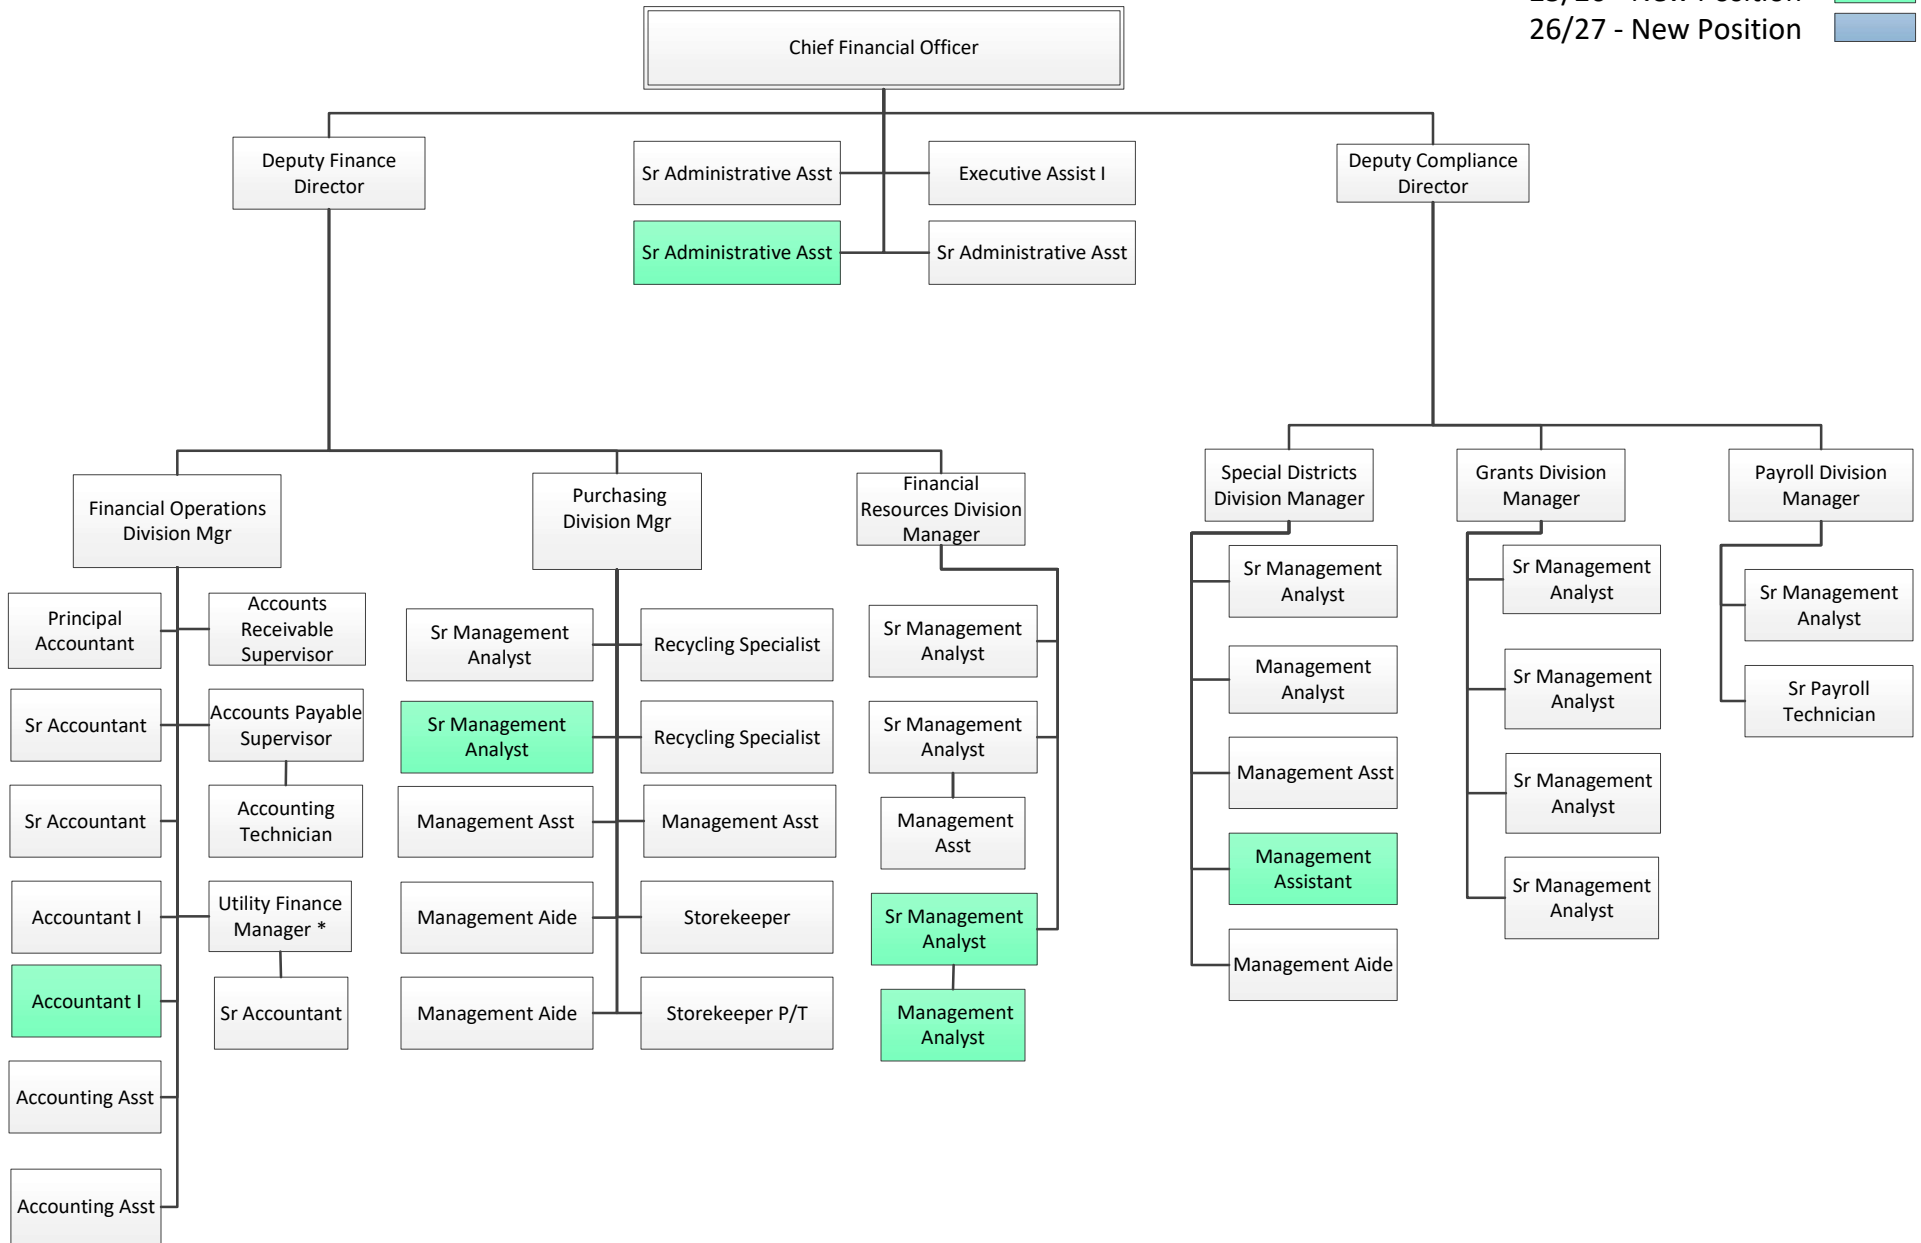 25/26 - New Position
26/27 - New Position
Chief Financial Officer
Deputy Finance
Director
Sr Administrative Asst
Executive Assist I
Deputy Compliance
Director
Sr Administrative Asst
Sr Administrative Asst
Financial Operations
Division Mgr
Purchasing
Division Mgr
Financial
Resources Division
Manager
Special Districts
Division Manager
Grants Division
Manager
Payroll Division
Manager
Principal
Accountant
Accounts
Receivable
Supervisor
Sr Accountant
Accounts Payable
Supervisor
Sr Accountant
Accounting
Technician
Accountant I
Utility Finance
Manager *
Accountant I
Sr Accountant
Accounting Asst
Accounting Asst
Sr Management
Analyst
Recycling Specialist
Sr Management
Analyst
Recycling Specialist
Management Asst
Management Asst
Management Aide
Storekeeper
Management Aide
Storekeeper P/T
Sr Management
Analyst
Sr Management
Analyst
Management
Asst
Sr Management
Analyst
Management
Analyst
Sr Management
Analyst
Management
Analyst
Management Asst
Management
Assistant
Management Aide
Sr Management
Analyst
Sr Management
Analyst
Sr Management
Analyst
Sr Management
Analyst
Sr Management
Analyst
Sr Payroll
Technician